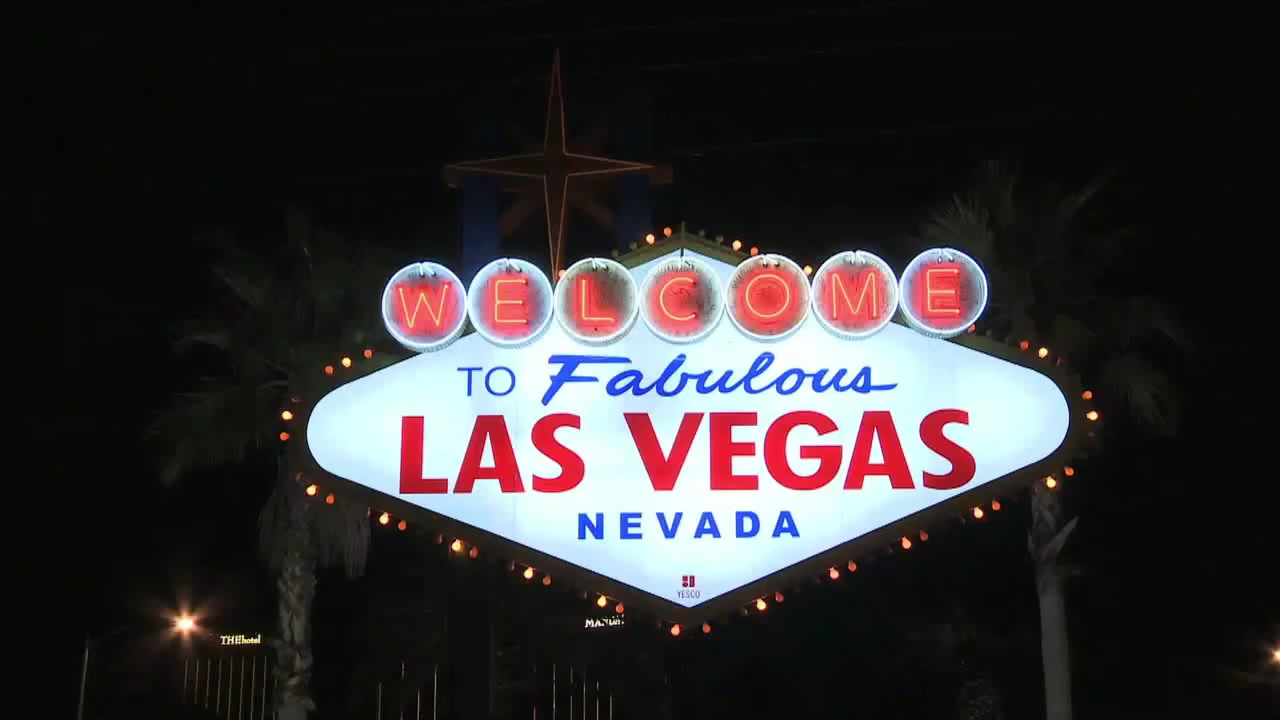 WELCOME
TO Fabulous
LAS VEGAS
NEVADA
YESCO
THEhotel